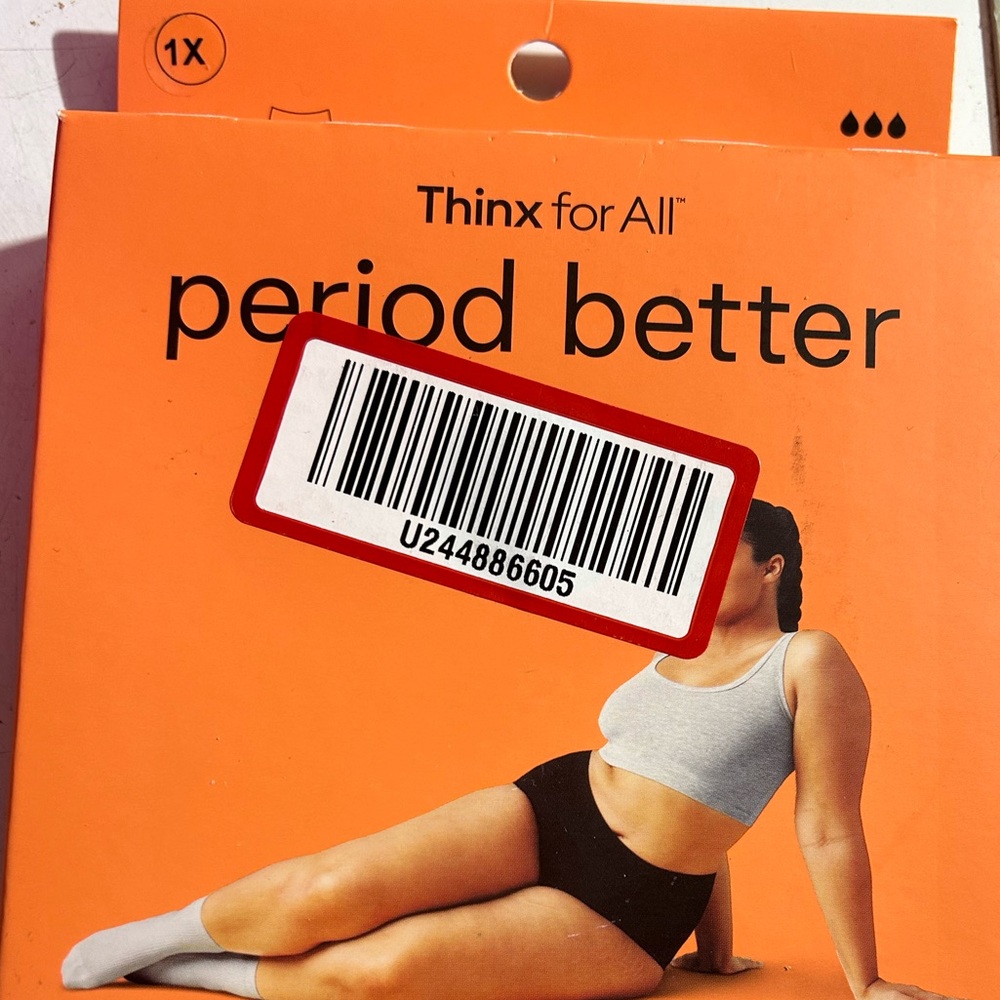 1X
Thinx for All™
period better
U244886605